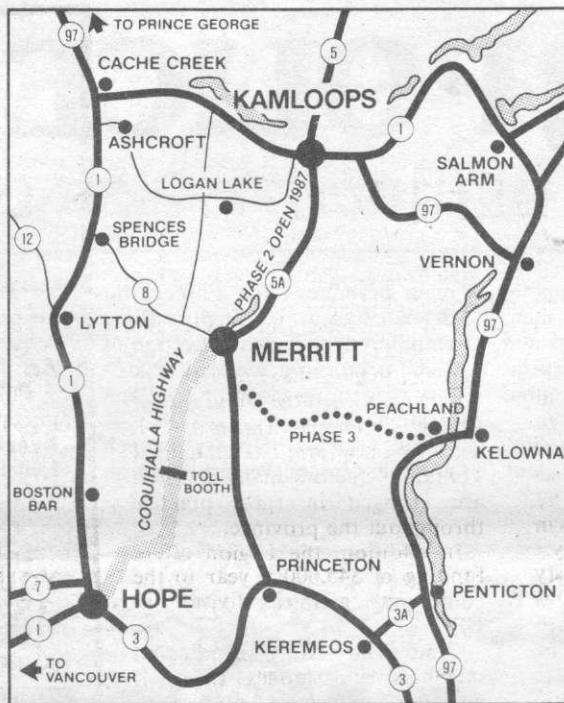 97
TO PRINCE GEORGE
5
CACHE CREEK
KAMLOOPS
ASHCROFT
1
SALMON
ARM
LOGAN LAKE
1
97
SPENCES
BRIDGE
PHASE 2 OPEN 1987
12
VERNON
8
5A
LYTTON
97
MERRITT
1
COQUIHALLA HIGHWAY
PEACHLAND
PHASE 3
KELOWNA
TOLL
BOOTH
BOSTON
BAR
7
HOPE
PRINCETON
PENTICTON
1
3
3A
KEREMEOS
TO
VANCOUVER
3
97